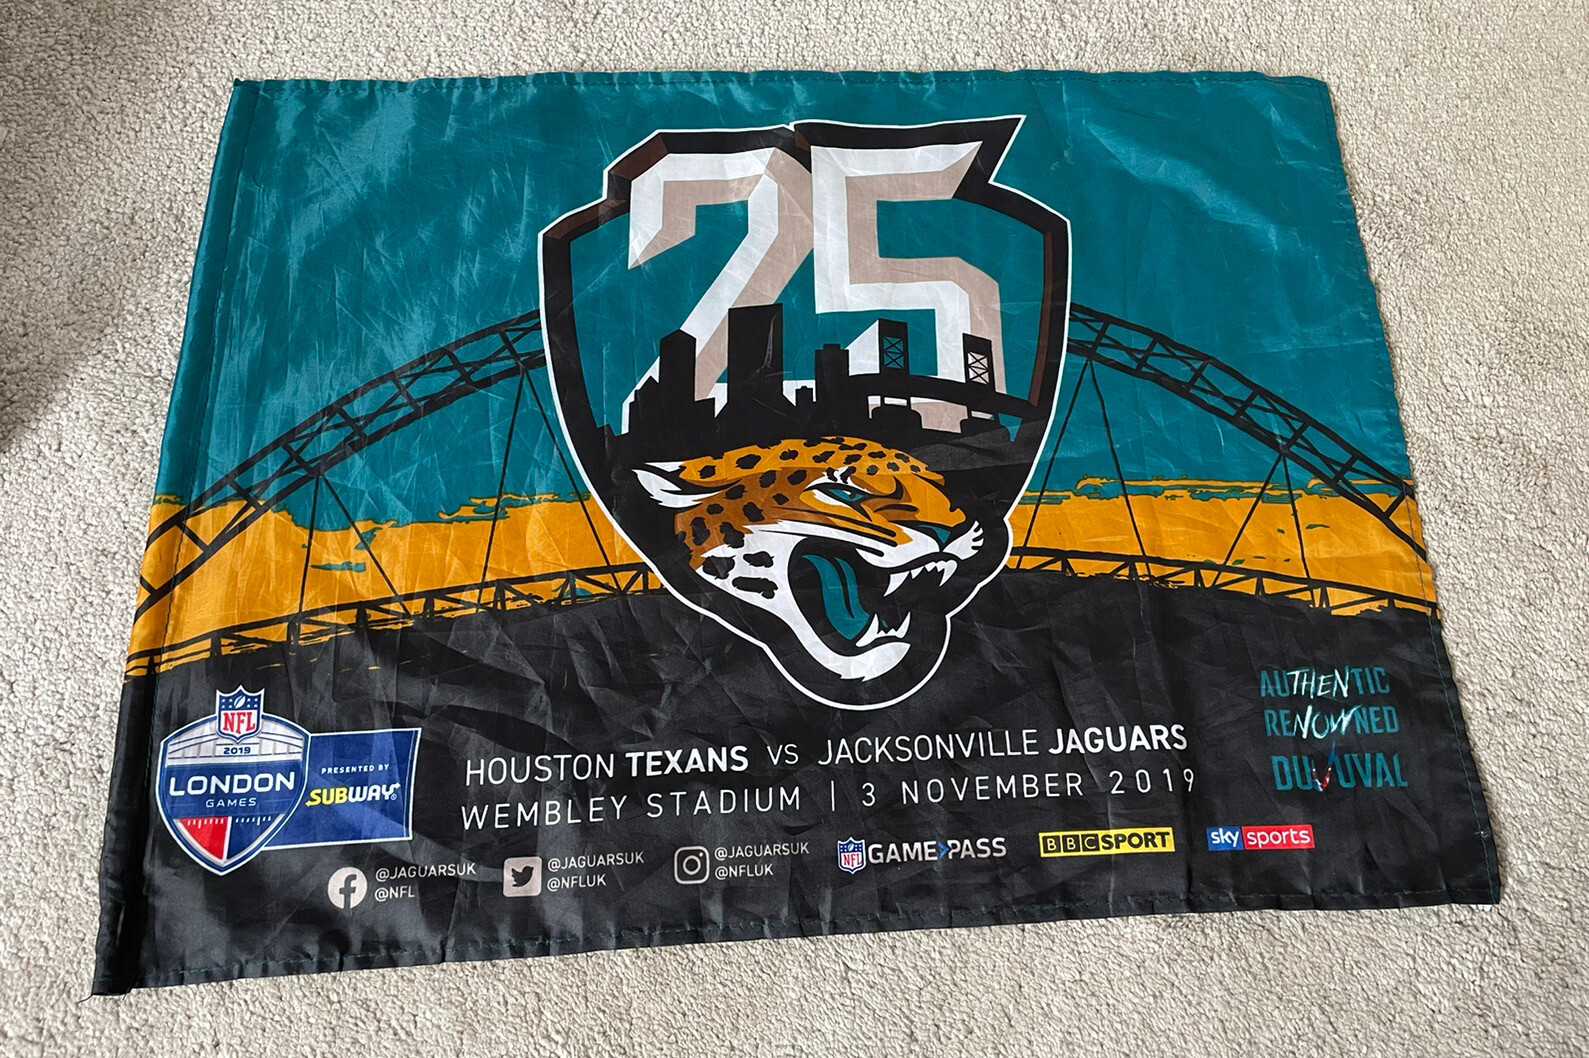 25
NFL
2019
LONDON
GAMES
PRESENTED BY
SUBWAY
HOUSTON TEXANS VS JACKSONVILLE JAGUARS
WEMBLEY STADIUM | 3 NOVEMBER 2019
AUTHENTIC
RENOWNED
DUUUVAL
@JAGUARSUK
@NFL
@JAGUARSUK
@NFLUK
@JAGUARSUK
@NFLUK
NFL GAME PASS
BBC SPORT
sky sports